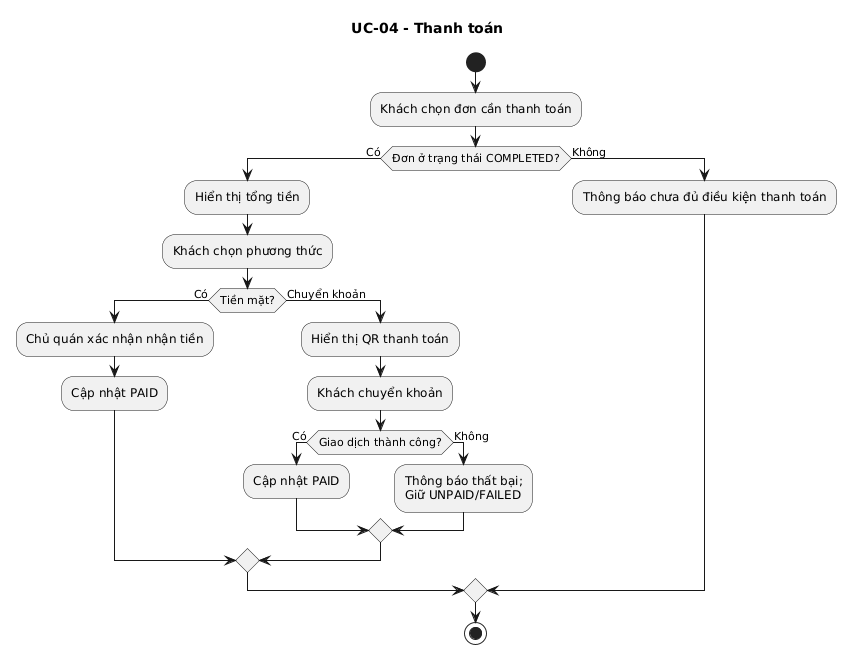 UC-04 - Thanh toán
Khách chọn đơn cần thanh toán
Có
Đơn ở trạng thái COMPLETED?
Không
Hiển thị tổng tiền
Thông báo chưa đủ điều kiện thanh toán
Khách chọn phương thức
Có
Tiền mặt?
Chuyển khoản
Chủ quán xác nhận nhận tiền
Hiển thị QR thanh toán
Cập nhật PAID
Khách chuyển khoản
Có
Giao dịch thành công?
Không
Cập nhật PAID
Thông báo thất bại;
Giữ UNPAID/FAILED